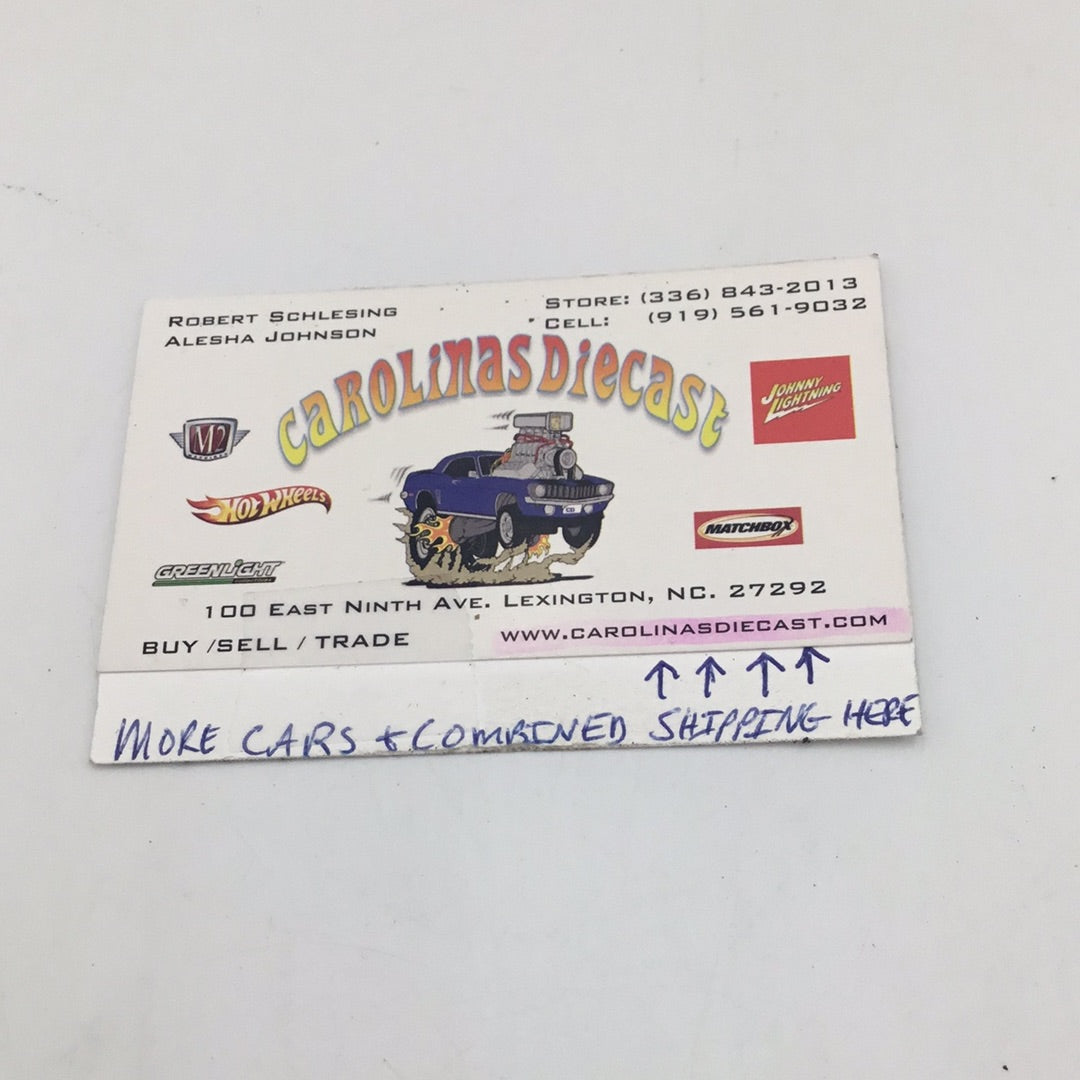 ROBERT SCHLESING
ALESHA JOHNSON
STORE: (336) 843-2013
CELL: (919) 561-9032
CAROLINAS DIECAST
JOHNNY
LIGHTNING
M2
HOT WHEELS
MATCHBOX
GREENLIGHT
CD
100 EAST NINTH AVE. LEXINGTON, NC. 27292
BUY /SELL / TRADE
WWW.CAROLINASDIECAST.COM
MORE CARS + COMBINED SHIPPING HERE